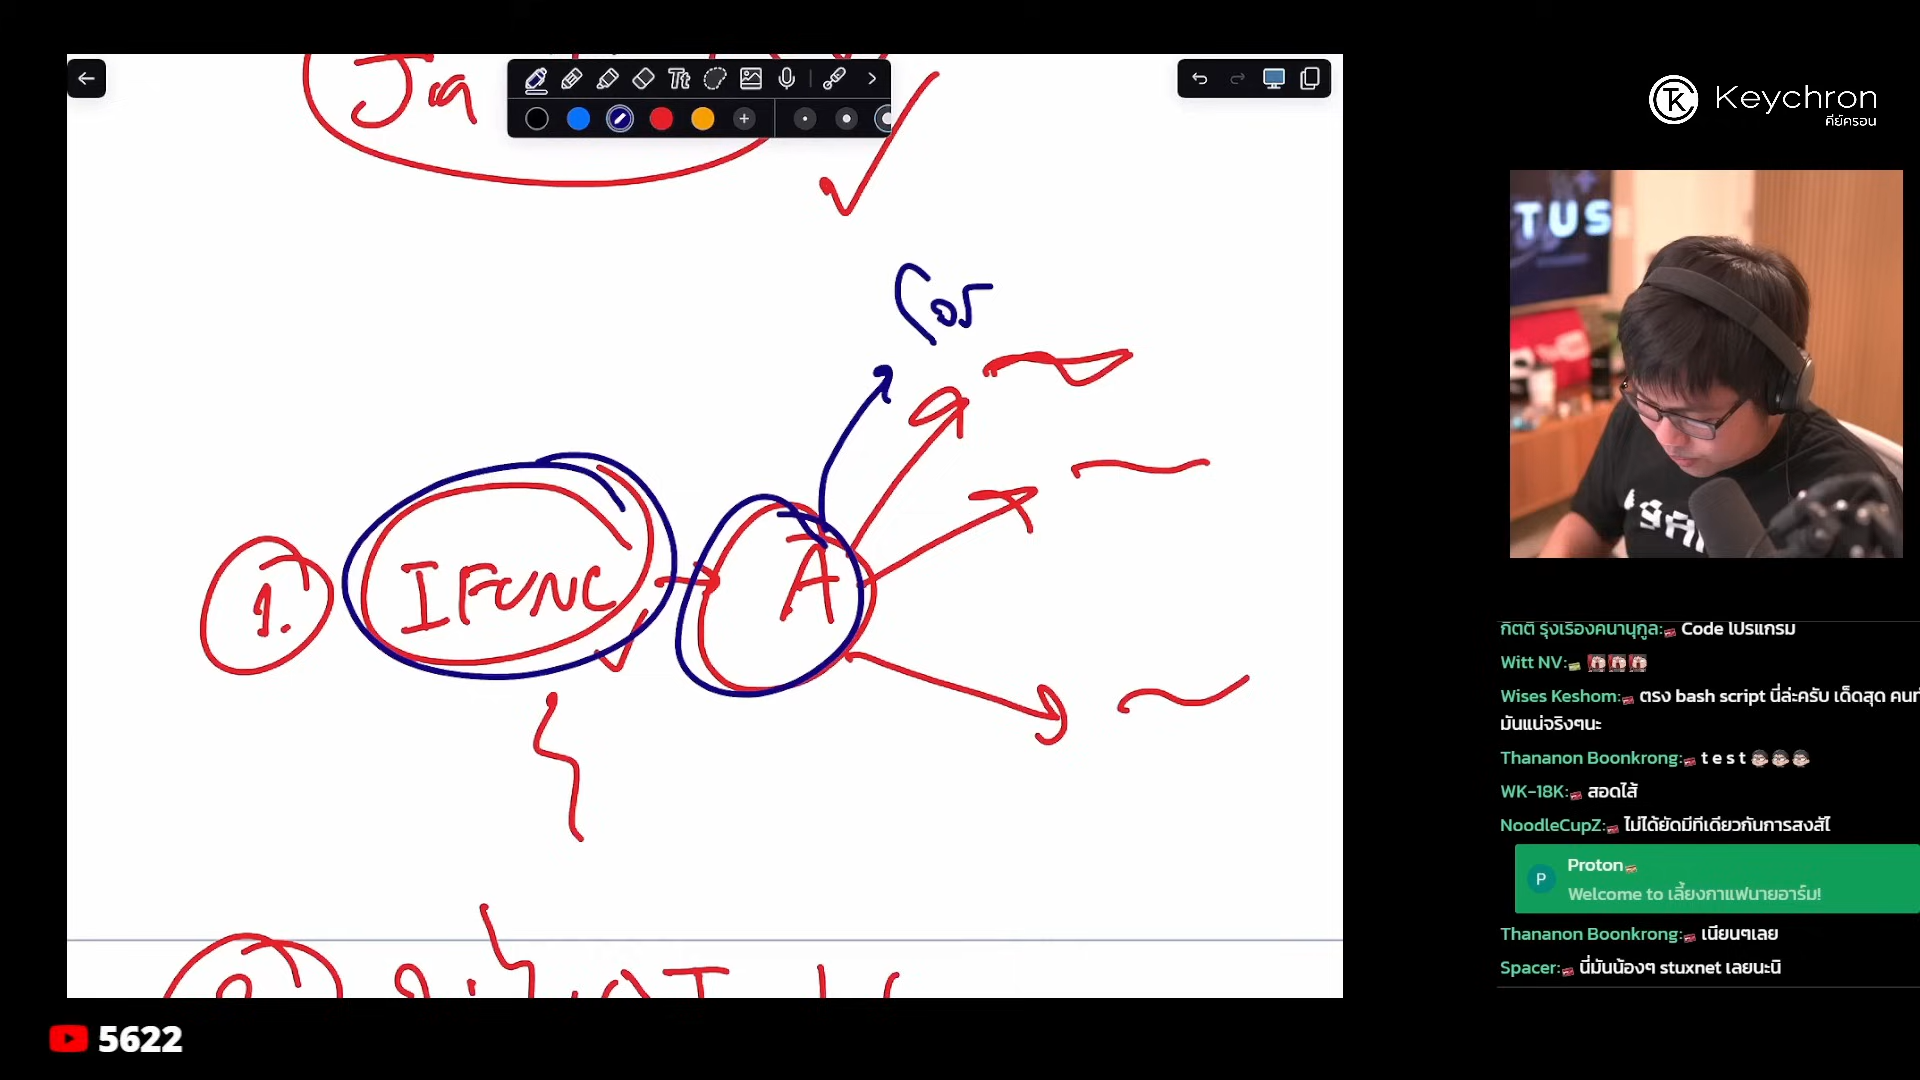 Tt
Keychron
คีย์ครอน
TUS
1.
IFUNC
A
กิตติ รุ่งเรืองคนานุกูล: Code โปรแกรม
Witt NV:
Wises Keshom: ตรง bash script นี่ล่ะครับ เด็ดสุด
มันแน่จริงๆนะ
Thananon Boonkrong: t e s t
WK-18K: สอดไส้
NoodleCupZ: ไม่ได้ยัดมีทีเดียวกันการสงสัไ
P
Proton
Welcome to เลี้ยงกาแฟนายอาร์ม!
Thananon Boonkrong: เนียนๆเลย
Spacer: นี่มันน้องๆ stuxnet เลยนะนิ
5622